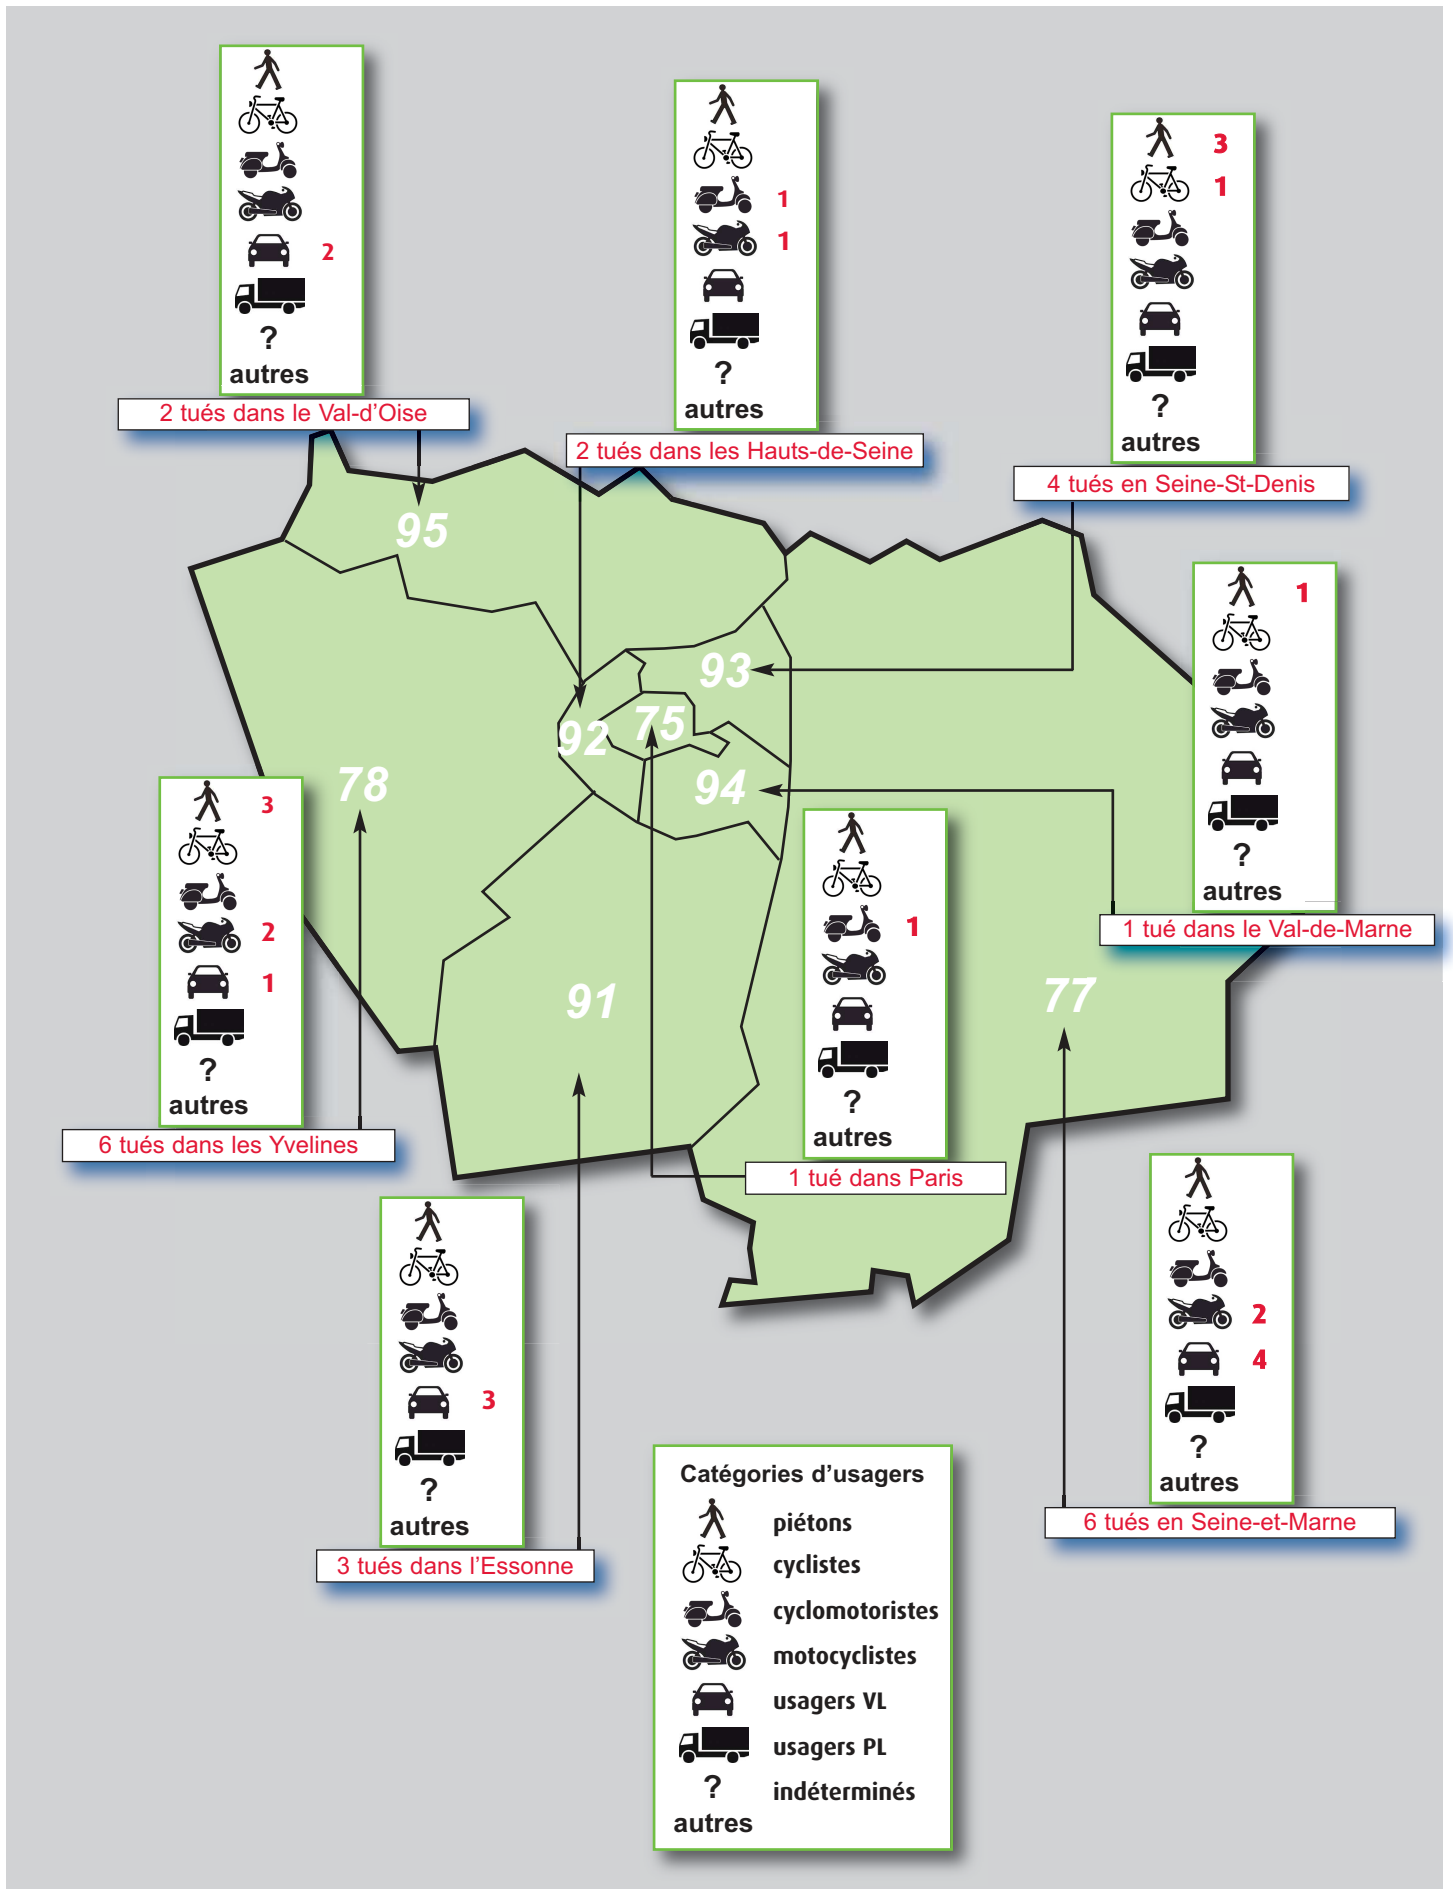 2
?
autres
2 tués dans le Val-d'Oise
1
1
?
autres
2 tués dans les Hauts-de-Seine
3
1
?
autres
4 tués en Seine-St-Denis
1
?
autres
1 tué dans le Val-de-Marne
95
93
75
92
94
78
91
77
3
2
1
?
autres
6 tués dans les Yvelines
1
?
autres
1 tué dans Paris
3
?
autres
3 tués dans l'Essonne
2
4
?
autres
6 tués en Seine-et-Marne
Catégories d'usagers
piétons
cyclistes
cyclomotoristes
motocyclistes
usagers VL
usagers PL
? indéterminés
autres